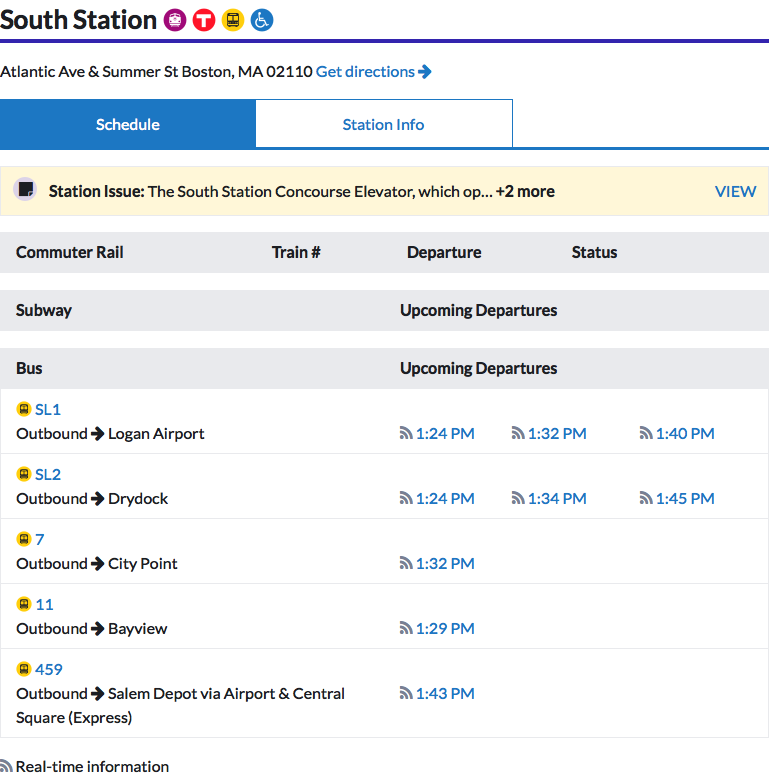 South Station
Atlantic Ave & Summer St Boston, MA 02110 Get directions
Schedule Station Info
Station Issue: The South Station Concourse Elevator, which op... +2 more VIEW
Commuter Rail Train # Departure Status
Subway Upcoming Departures
Bus Upcoming Departures
SL1
Outbound → Logan Airport 1:24 PM 1:32 PM 1:40 PM
SL2
Outbound → Drydock 1:24 PM 1:34 PM 1:45 PM
7
Outbound → City Point 1:32 PM
11
Outbound → Bayview 1:29 PM
459
Outbound → Salem Depot via Airport & Central 1:43 PM
Square (Express)
Real-time information